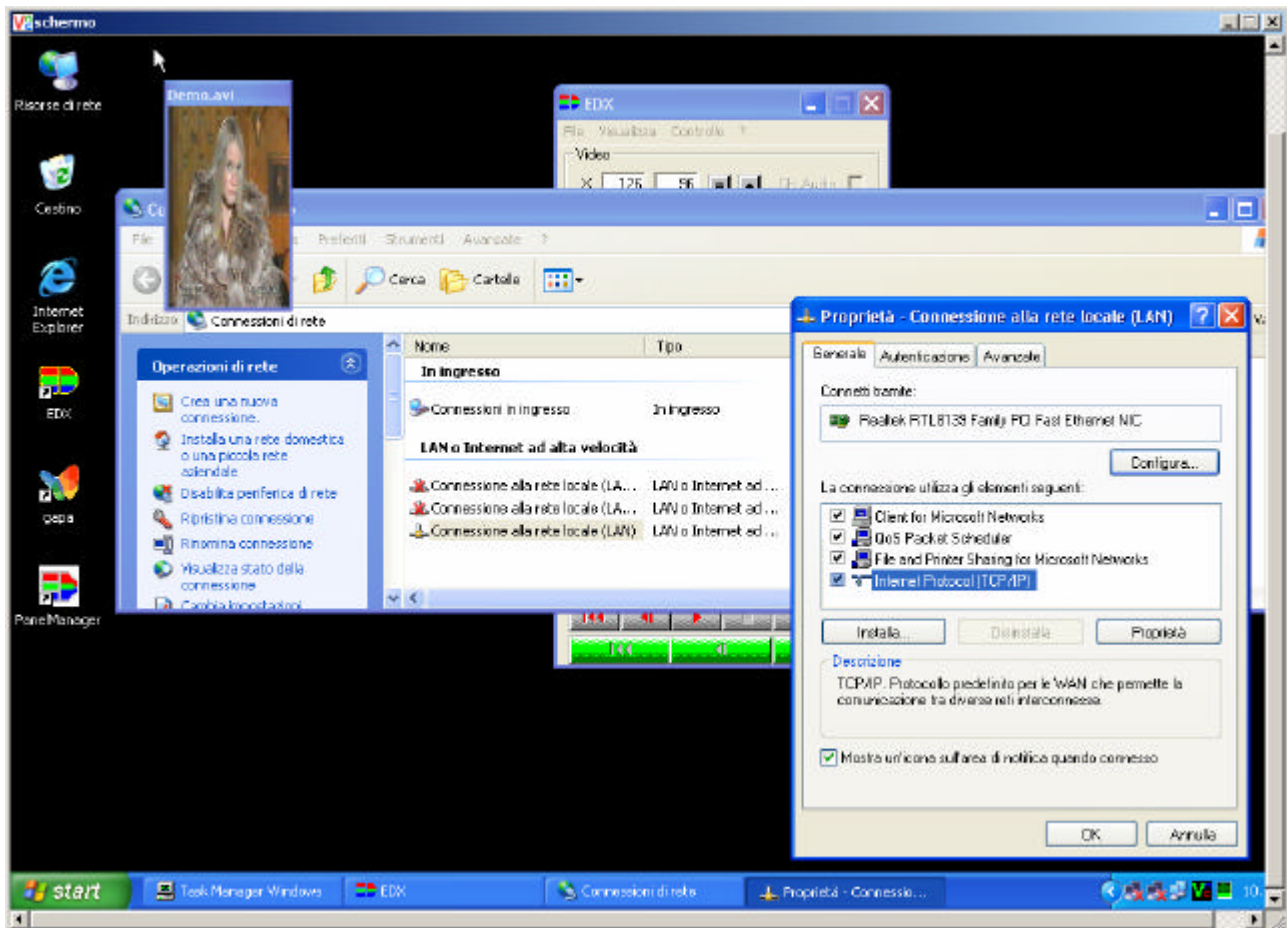 schermo
Risorse di rete
Cestino
Internet
Explorer
EDX
gapa
PanelManager
Demo.avi
EDX
File Visualizza Controllo ?
Video
X 126 96
File Preferiti Strumenti Avanzate ?
Cerca Cartelle
Indirizzo Connessioni di rete
Operazioni di rete
Crea una nuova
connessione.
Installa una rete domestica
o una piccola rete
aziendale
Disabilita periferica di rete
Ripristina connessione
Rinomina connessione
Visualizza stato della
connessione
Cambia impostazioni
Nome Tipo
In ingresso
Connessioni in ingresso In ingresso
LAN o Internet ad alta velocità
Connessione alla rete locale (LA... LAN o Internet ad ...
Connessione alla rete locale (LA... LAN o Internet ad ...
Connessione alla rete locale (LAN) LAN o Internet ad ...
Proprietà - Connessione alla rete locale (LAN)
Generale Autenticazione Avanzate
Connetti tramite:
Realtek RTL8139 Family PCI Fast Ethernet NIC
Configura...
La connessione utilizza gli elementi seguenti:
Client for Microsoft Networks
QoS Packet Scheduler
File and Printer Sharing for Microsoft Networks
Internet Protocol (TCP/IP)
Installa... Disinstalla Proprietà
Descrizione
TCP/IP. Protocollo predefinito per le WAN che permette la
comunicazione tra diverse reti interconnesse.
Mostra un'icona sull'area di notifica quando connesso
OK Annulla
start Task Manager Windows EDX Connessioni di rete Proprietà - Connessio... 10.